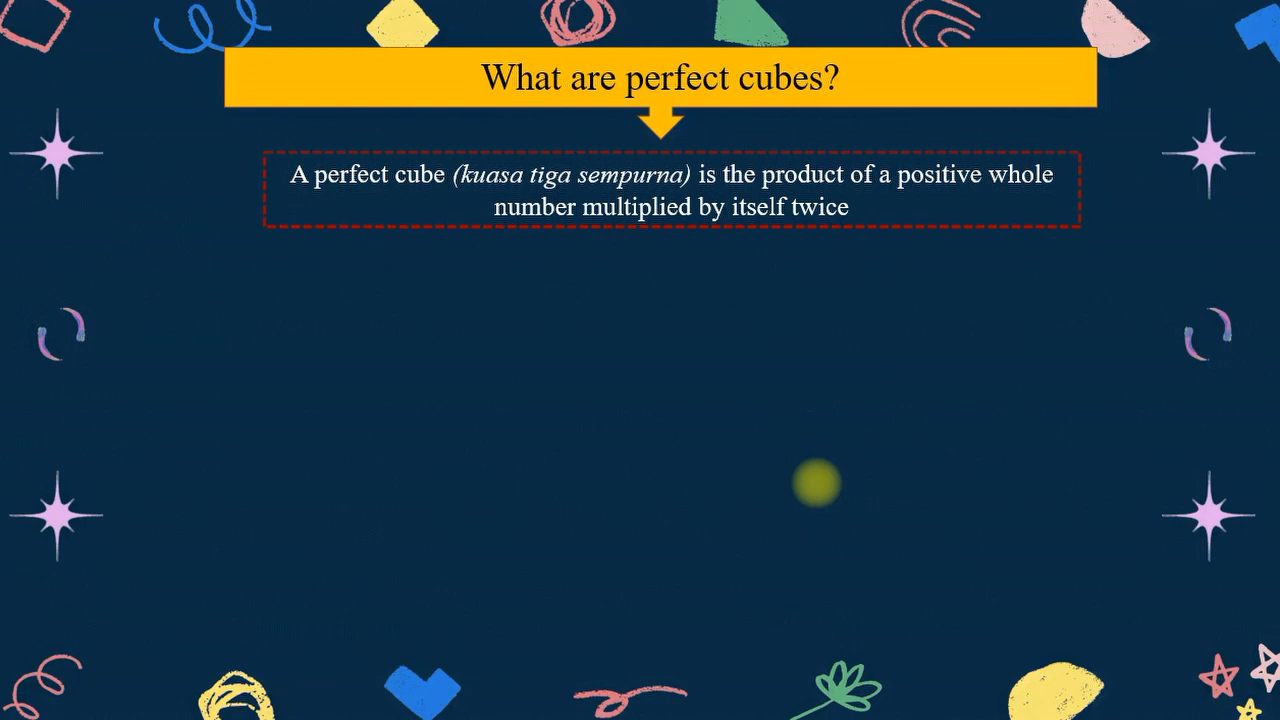 What are perfect cubes?
A perfect cube (kuasa tiga sempurna) is the product of a positive whole
number multiplied by itself twice